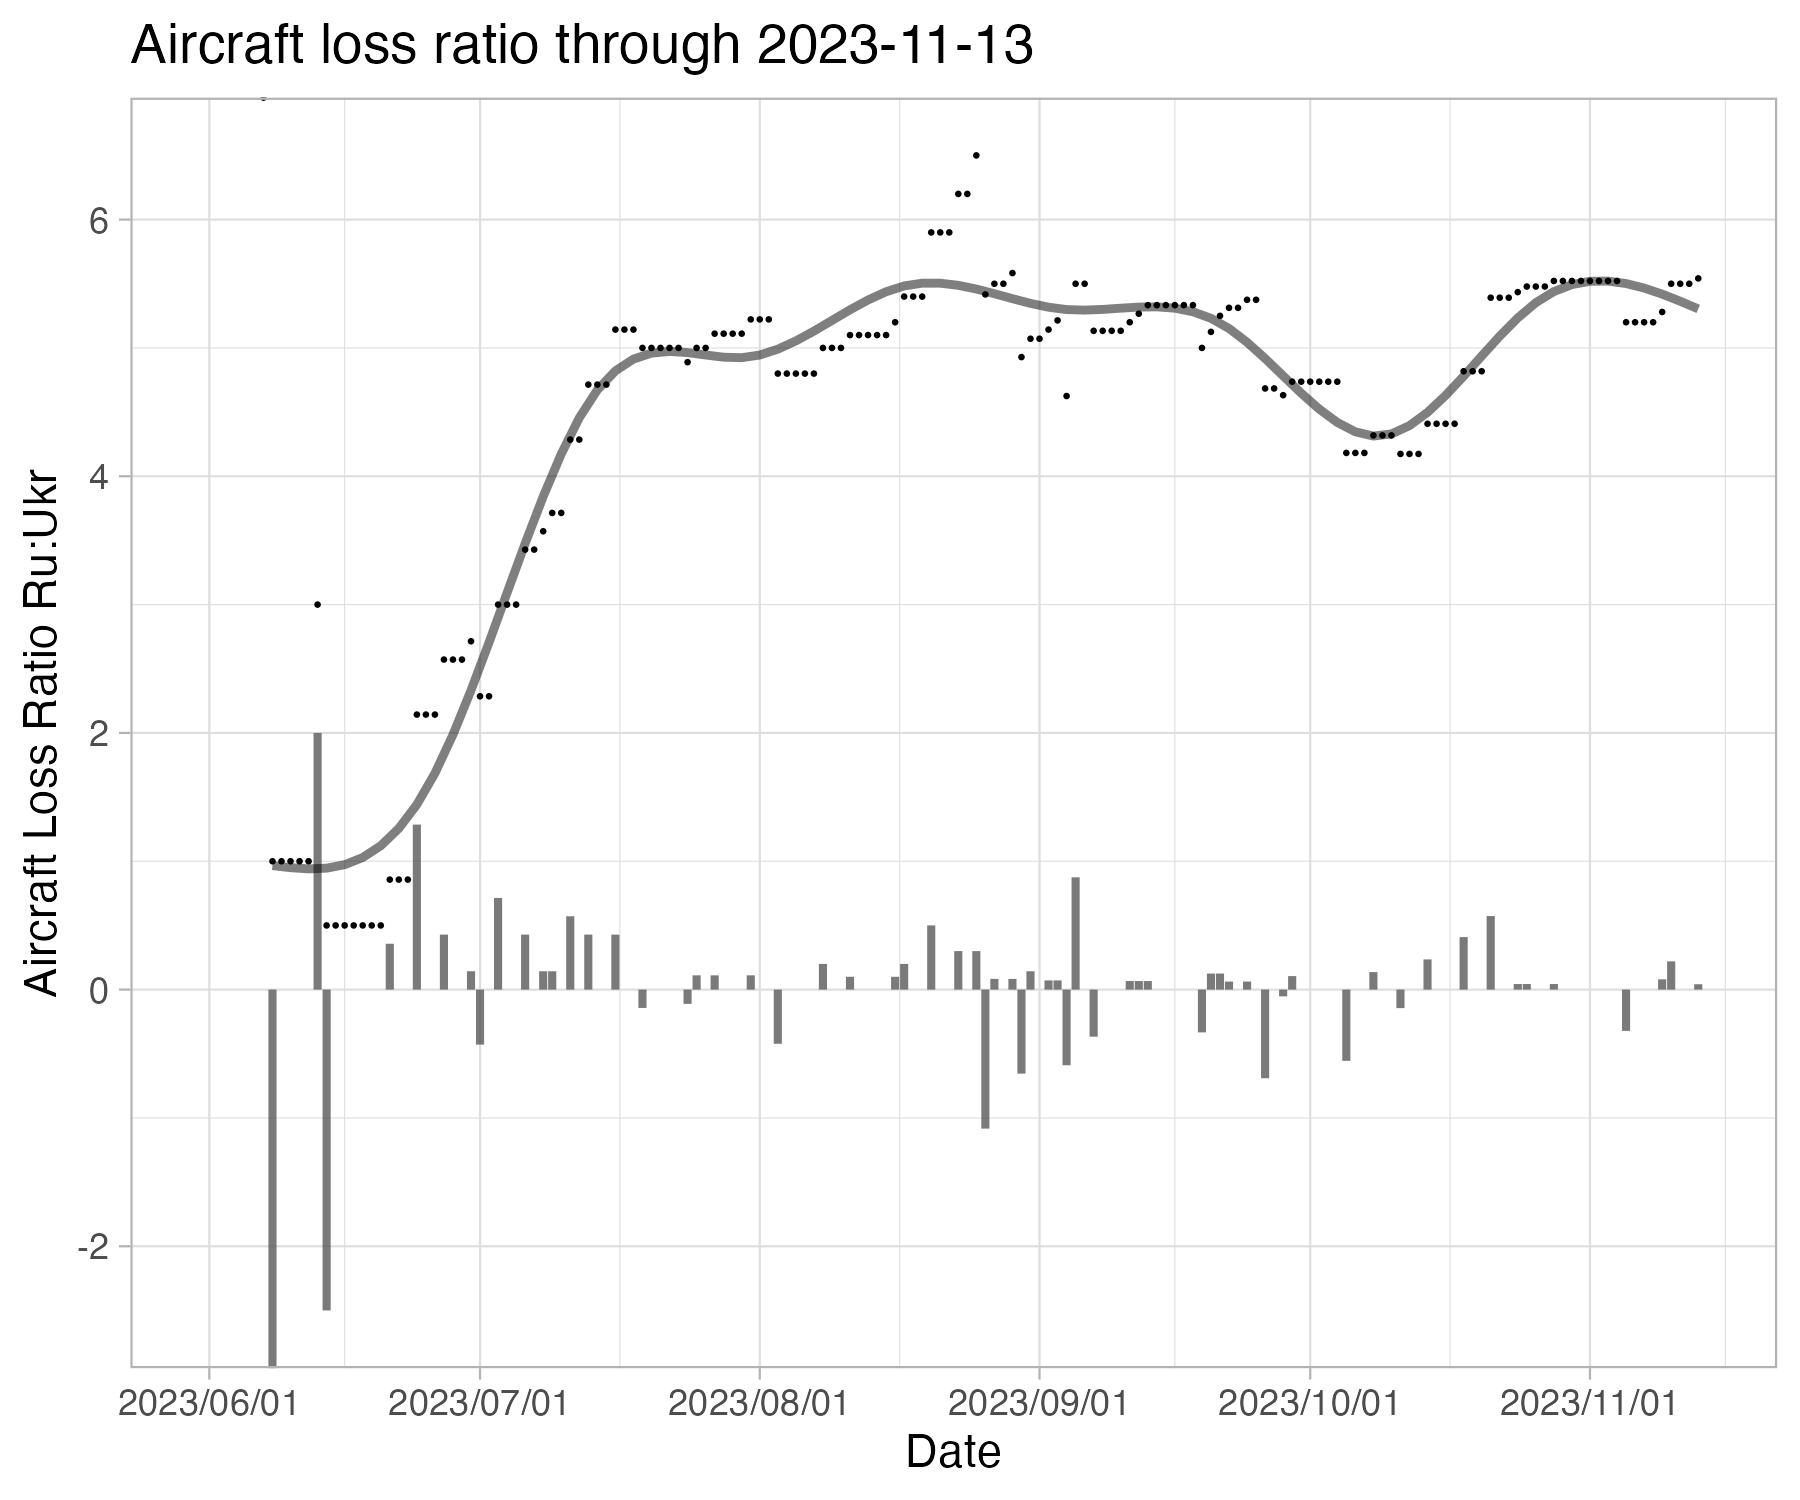 Aircraft loss ratio through 2023-11-13
Aircraft Loss Ratio Ru:Ukr
6
4
2
0
-2
2023/06/01 2023/07/01 2023/08/01 2023/09/01 2023/10/01 2023/11/01
Date